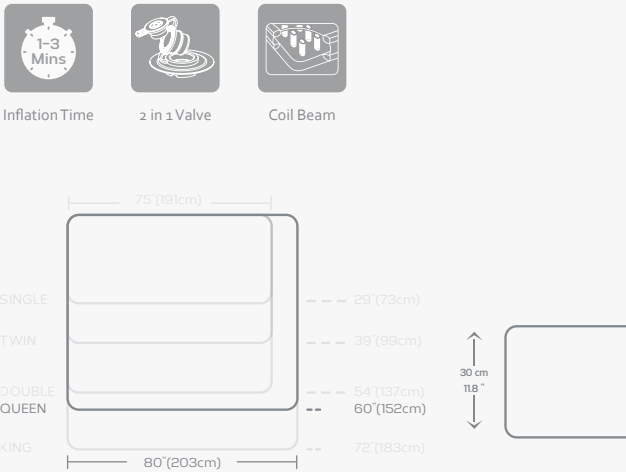 1-3
Mins
Inflation Time
2 in 1 Valve
Coil Beam
75"(191cm)
SINGLE 29"(73cm)
TWIN 39"(99cm)
30 cm
11.8 "
DOUBLE 54"(137cm)
QUEEN 60"(152cm)
KING 72"(183cm)
80"(203cm)